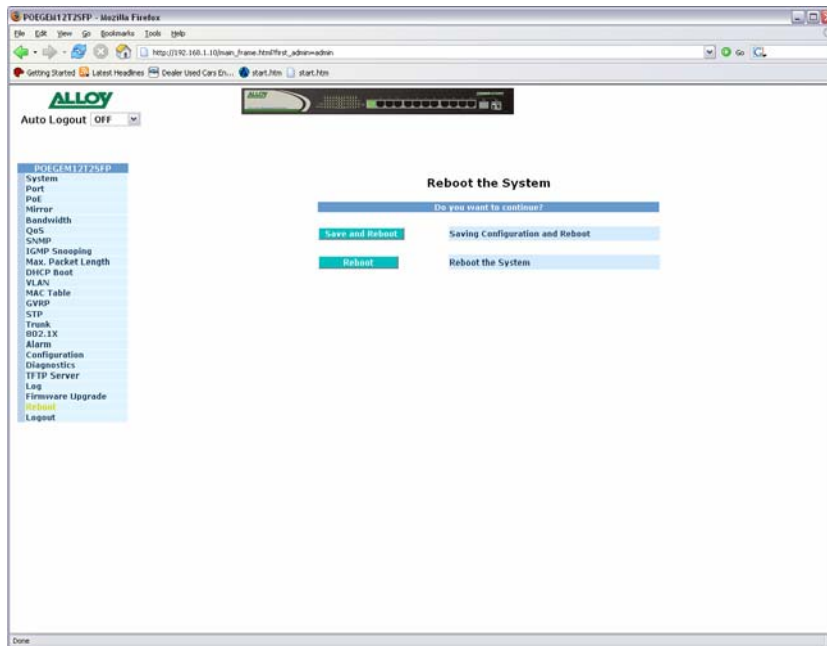 POEGEM12T2SFP - Mozilla Firefox
File Edit View Go Bookmarks Tools Help
http://192.168.1.10/main_frame.html?first_admin=admin
Go
Getting Started Latest Headlines Dealer Used Cars En... start.htm start.htm
ALLOY
ALLOY
Auto Logout OFF
POEGEM12T2SFP
System
Port
PoE
Mirror
Bandwidth
QoS
SNMP
IGMP Snooping
Max. Packet Length
DHCP Boot
VLAN
MAC Table
GVRP
STP
Trunk
802.1X
Alarm
Configuration
Diagnostics
TFTP Server
Log
Firmware Upgrade
Reboot
Logout
Reboot the System
Do you want to continue?
Save and Reboot Saving Configuration and Reboot
Reboot Reboot the System
Done